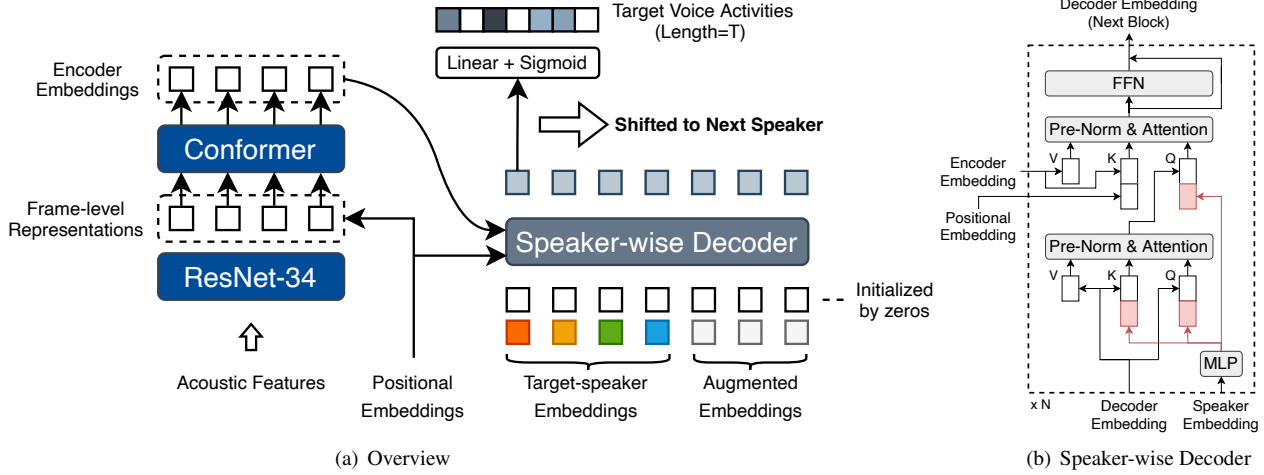 Target Voice Activities
(Length=T)
Linear + Sigmoid
Encoder
Embeddings
Shifted to Next Speaker
Conformer
Frame-level
Representations
Speaker-wise Decoder
ResNet-34
Initialized
by zeros
Acoustic Features
Positional
Embeddings
Target-speaker
Embeddings
Augmented
Embeddings
(a) Overview
Decoder Embedding
(Next Block)
FFN
Pre-Norm & Attention
V
K
Q
Encoder
Embedding
Positional
Embedding
Pre-Norm & Attention
V
K
Q
MLP
x N
Decoder
Embedding
Speaker
Embedding
(b) Speaker-wise Decoder